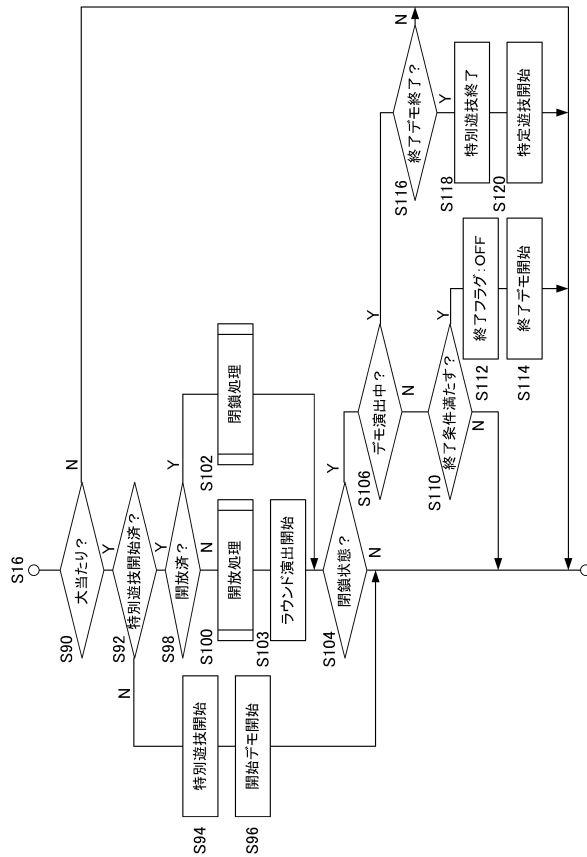 S16
S90
大当たり?
N
Y
S92
特別遊技開始済?
N
Y
S94
特別遊技開始
S96
開始デモ開始
S98
開放済?
Y
N
S100
開放処理
S102
閉鎖処理
S103
ラウンド演出開始
S104
閉鎖状態?
Y
N
S106
デモ演出中?
Y
N
S110
終了条件満たす?
Y
N
S112
終了フラグ:OFF
S114
終了デモ開始
S116
終了デモ終了?
N
Y
S118
特別遊技終了
S120
特定遊技開始